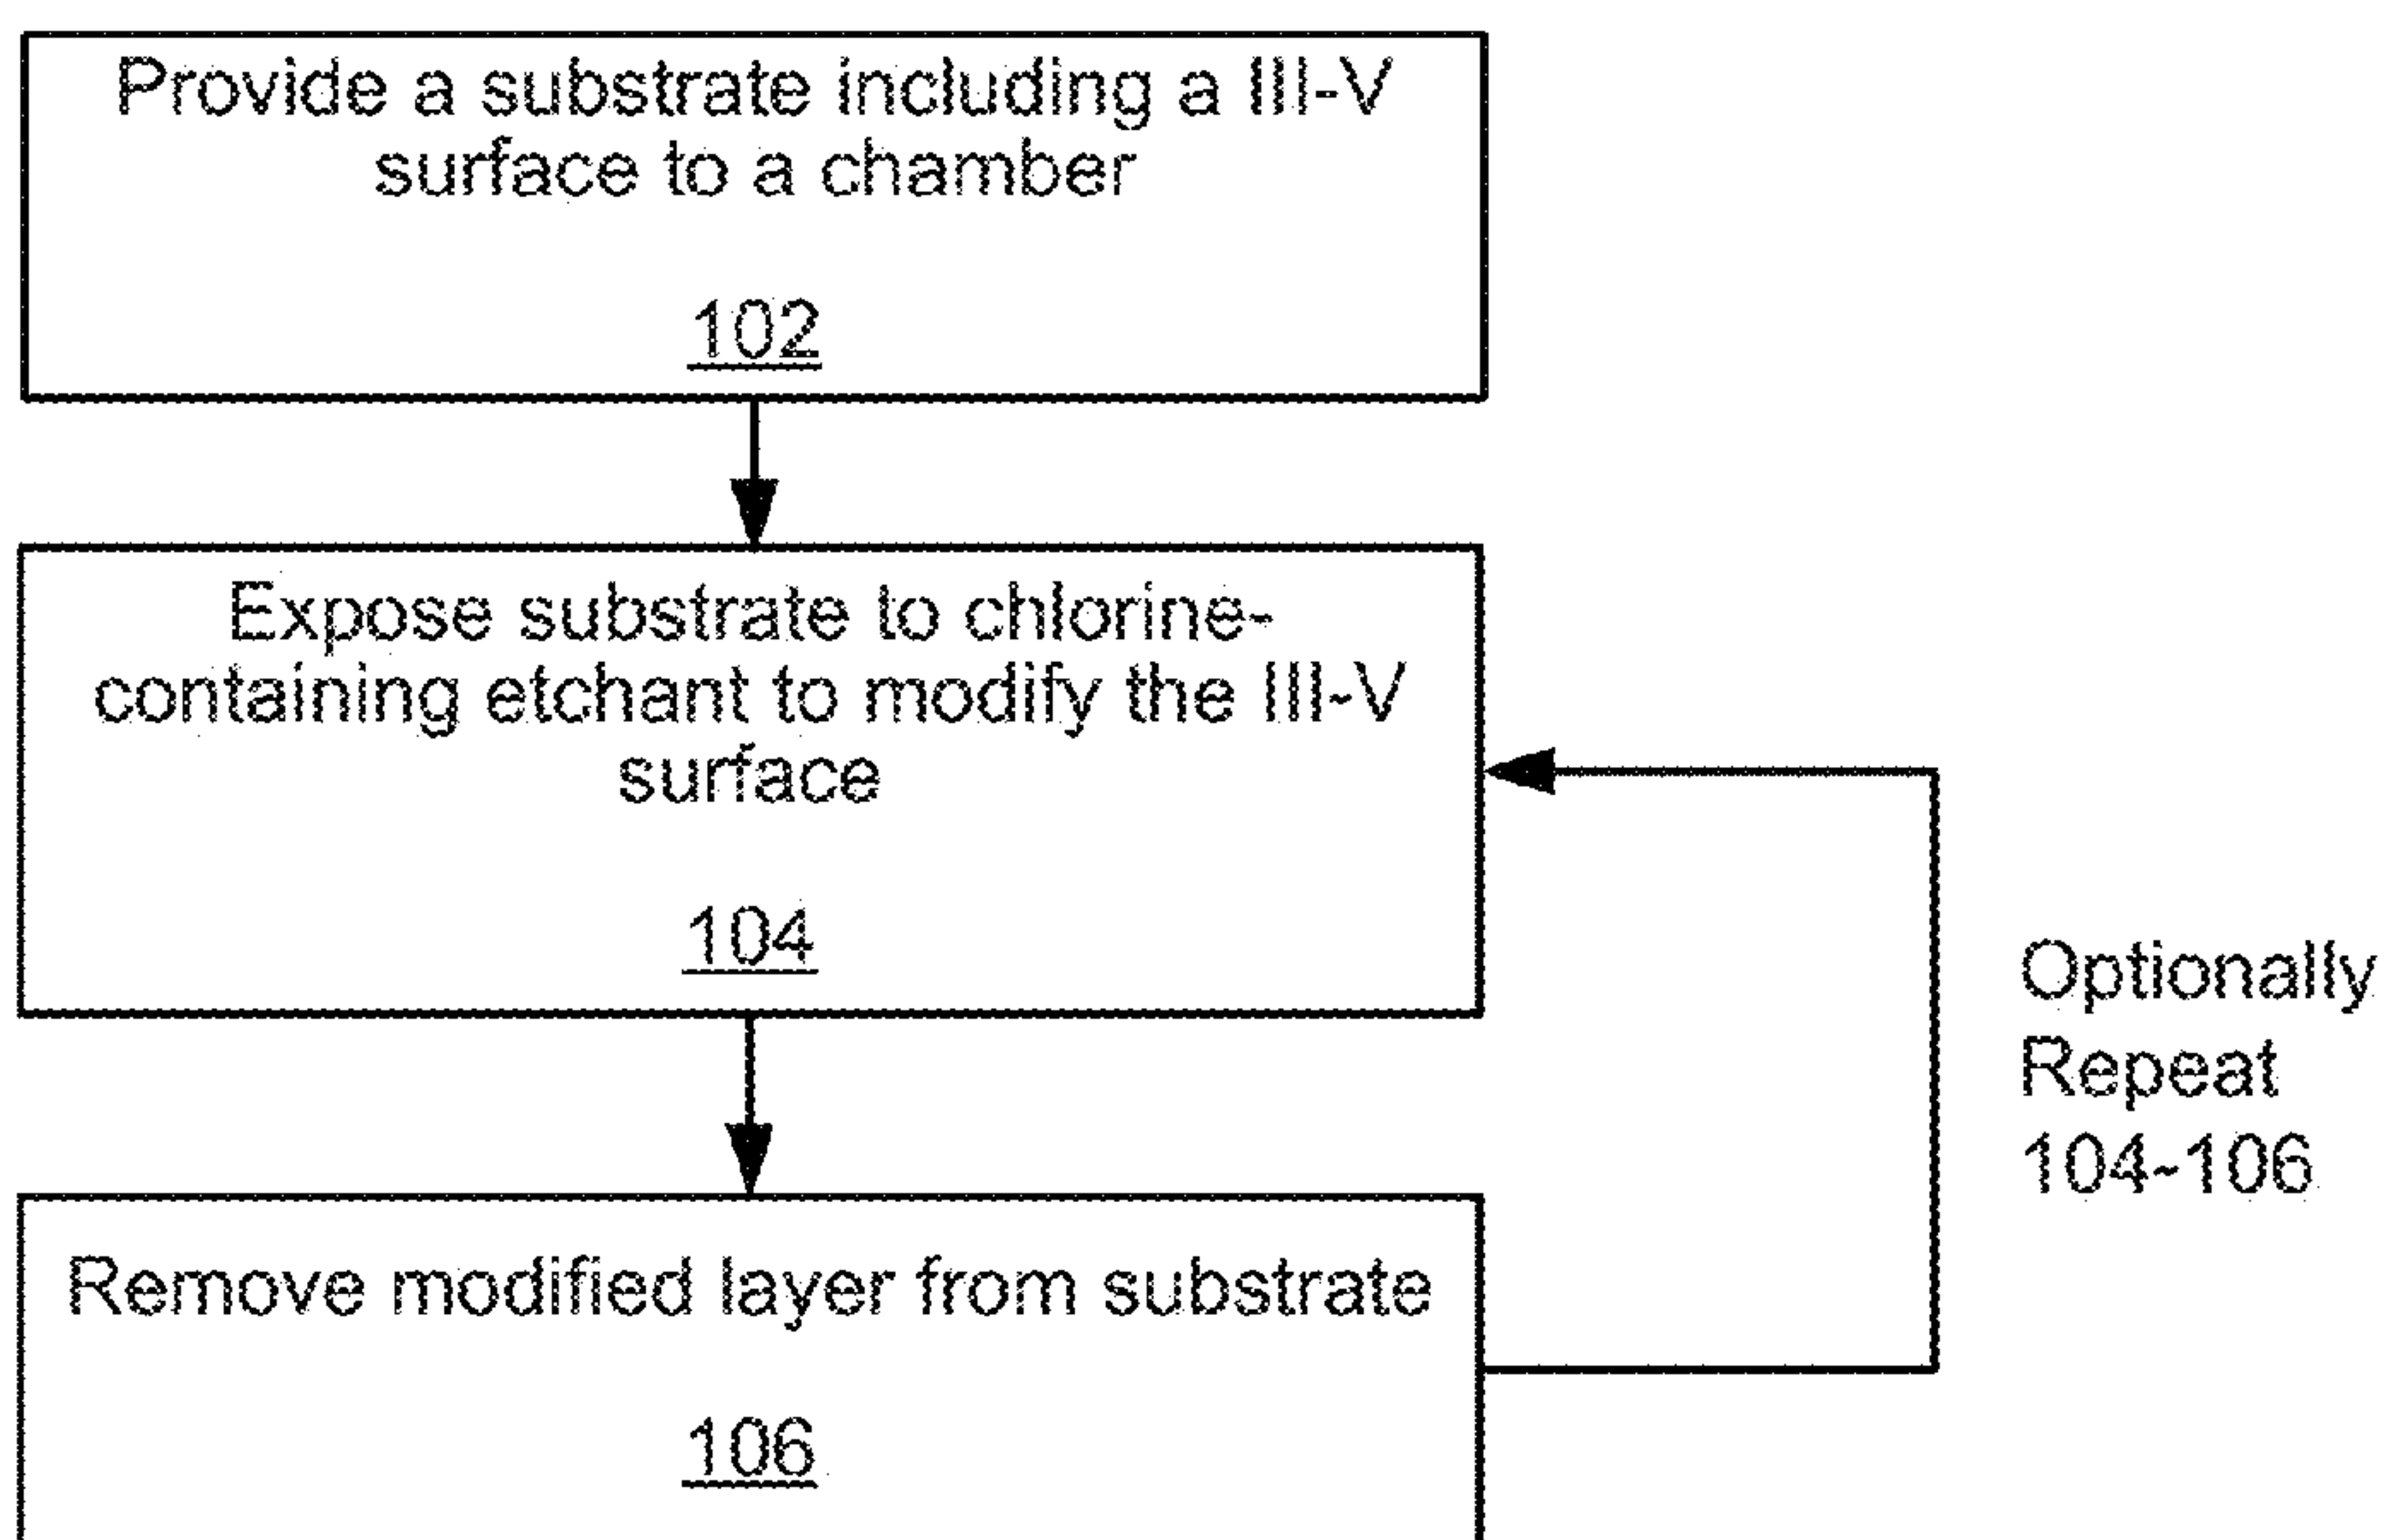 Provide a substrate including a III-V
surface to a chamber
102
Expose substrate to chlorine-
containing etchant to modify the III-V
surface
104
Optionally
Repeat
104-106
Remove modified layer from substrate
106